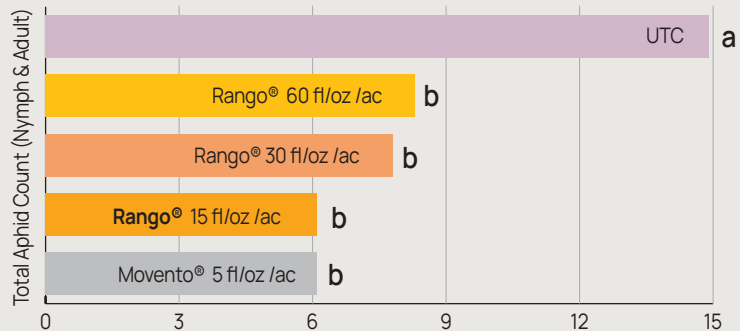 Total Aphid Count (Nymph & Adult)
UTC a
Rango® 60 fl/oz /ac b
Rango® 30 fl/oz /ac b
Rango® 15 fl/oz /ac b
Movento® 5 fl/oz /ac b
0 3 6 9 12 15